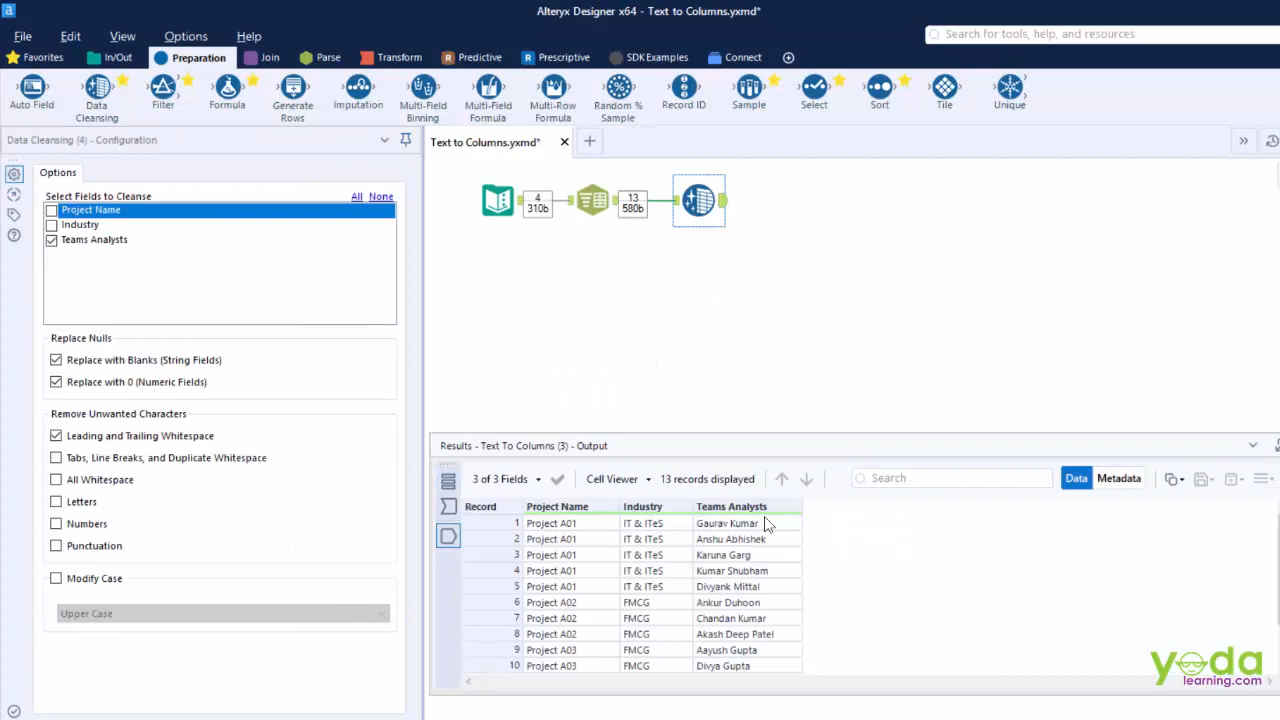 Alteryx Designer x64 - Text to Columns.yxmd*
File Edit View Options Help
Search for tools, help, and resources
Favorites In/Out Preparation Join Parse Transform Predictive Prescriptive SDK Examples Connect
Auto Field Data Cleansing Filter Formula Generate Rows Imputation Multi-Field Binning Multi-Field Formula Multi-Row Formula Random % Sample Record ID Sample Select Sort Tile Unique
Data Cleansing (4) - Configuration
Text to Columns.yxmd*
Options
Select Fields to Cleanse All None
Project Name
Industry
Teams Analysts
Replace Nulls
Replace with Blanks (String Fields)
Replace with 0 (Numeric Fields)
Remove Unwanted Characters
Leading and Trailing Whitespace
Tabs, Line Breaks, and Duplicate Whitespace
All Whitespace
Letters
Numbers
Punctuation
Modify Case
Upper Case
4
310b
13
580b
Results - Text To Columns (3) - Output
3 of 3 Fields Cell Viewer 13 records displayed Search Data Metadata
Record Project Name Industry Teams Analysts
1 Project A01 IT & ITeS Gaurav Kumar
2 Project A01 IT & ITeS Anshu Abhishek
3 Project A01 IT & ITeS Karuna Garg
4 Project A01 IT & ITeS Kumar Shubham
5 Project A01 IT & ITeS Divyank Mittal
6 Project A02 FMCG Ankur Duhoon
7 Project A02 FMCG Chandan Kumar
8 Project A02 FMCG Akash Deep Patel
9 Project A03 FMCG Aayush Gupta
10 Project A03 FMCG Divya Gupta
yoda
learning.com